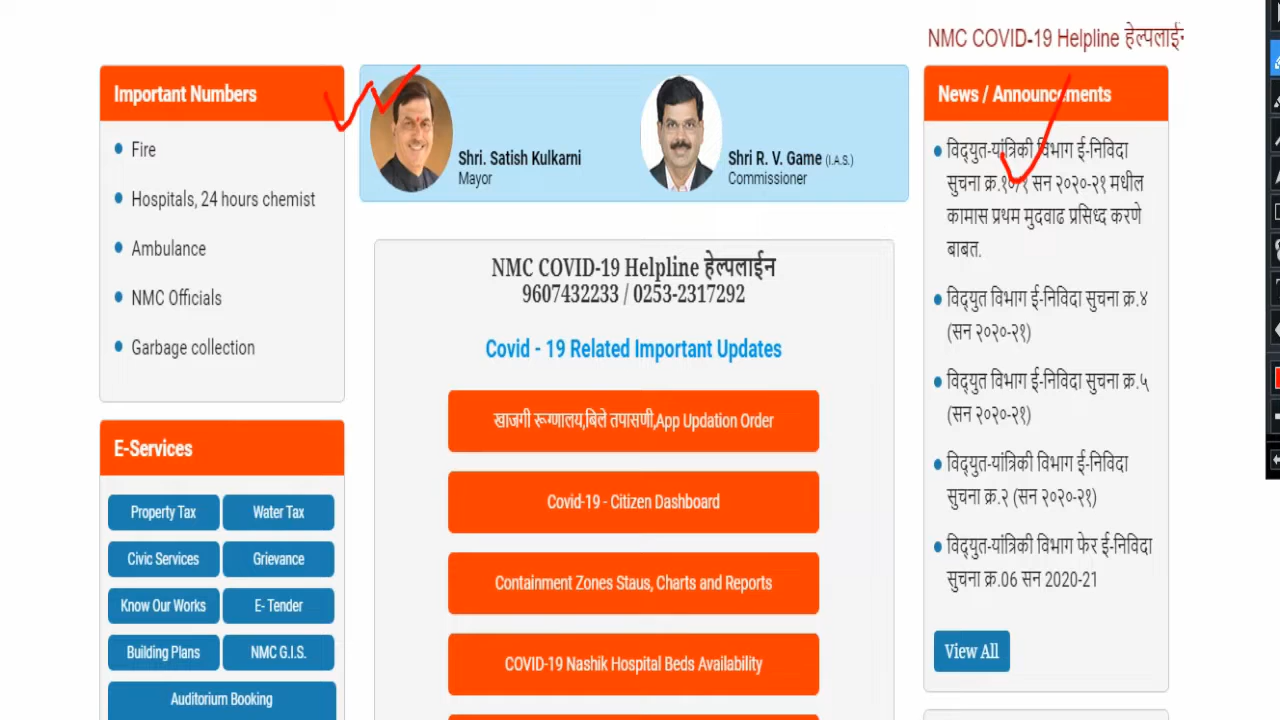 NMC COVID-19 Helpline हेल्पलाईन
Important Numbers
Fire
Hospitals, 24 hours chemist
Ambulance
NMC Officials
Garbage collection
E-Services
Property Tax
Water Tax
Civic Services
Grievance
Know Our Works
E- Tender
Building Plans
NMC G.I.S.
Auditorium Booking
Shri. Satish Kulkarni
Mayor
Shri R. V. Game (I.A.S.)
Commissioner
NMC COVID-19 Helpline हेल्पलाईन
9607432233 / 0253-2317292
Covid - 19 Related Important Updates
खाजगी रूग्णालय,बिले तपासणी,App Updation Order
Covid-19 - Citizen Dashboard
Containment Zones Staus, Charts and Reports
COVID-19 Nashik Hospital Beds Availability
News / Announcements
विद्युत-यांत्रिकी विभाग ई-निविदा
सुचना क्र.१०/१ सन २०२०-२१ मधील
कामास प्रथम मुदवाढ प्रसिध्द करणे
बाबत.
विद्युत विभाग ई-निविदा सुचना क्र.४
(सन २०२०-२१)
विद्युत विभाग ई-निविदा सुचना क्र.५
(सन २०२०-२१)
विद्युत-यांत्रिकी विभाग ई-निविदा
सुचना क्र.२ (सन २०२०-२१)
विद्युत-यांत्रिकी विभाग फेर ई-निविदा
सुचना क्र.06 सन 2020-21
View All